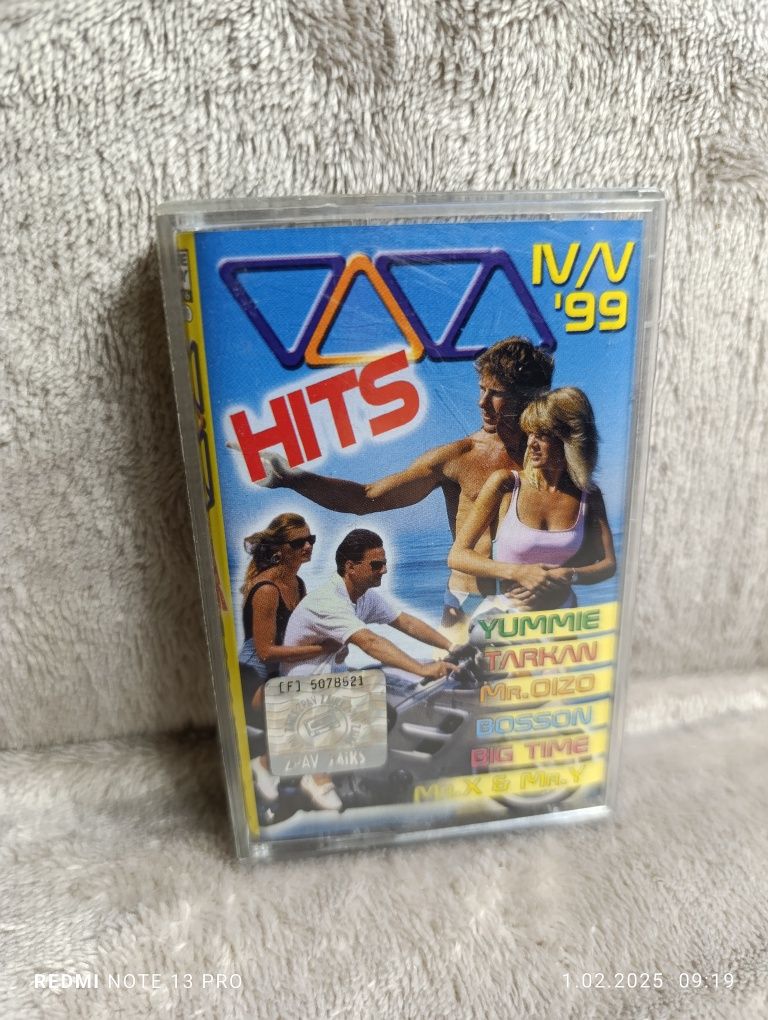 VIVA
IV/V
'99
HITS
YUMMIE
TARKAN
MR.OIZO
BOSSON
BIG TIME
MR.X & MR.Y
[F] 5078521
ZPAV
REDMI NOTE 13 PRO
1.02.2025 09:19